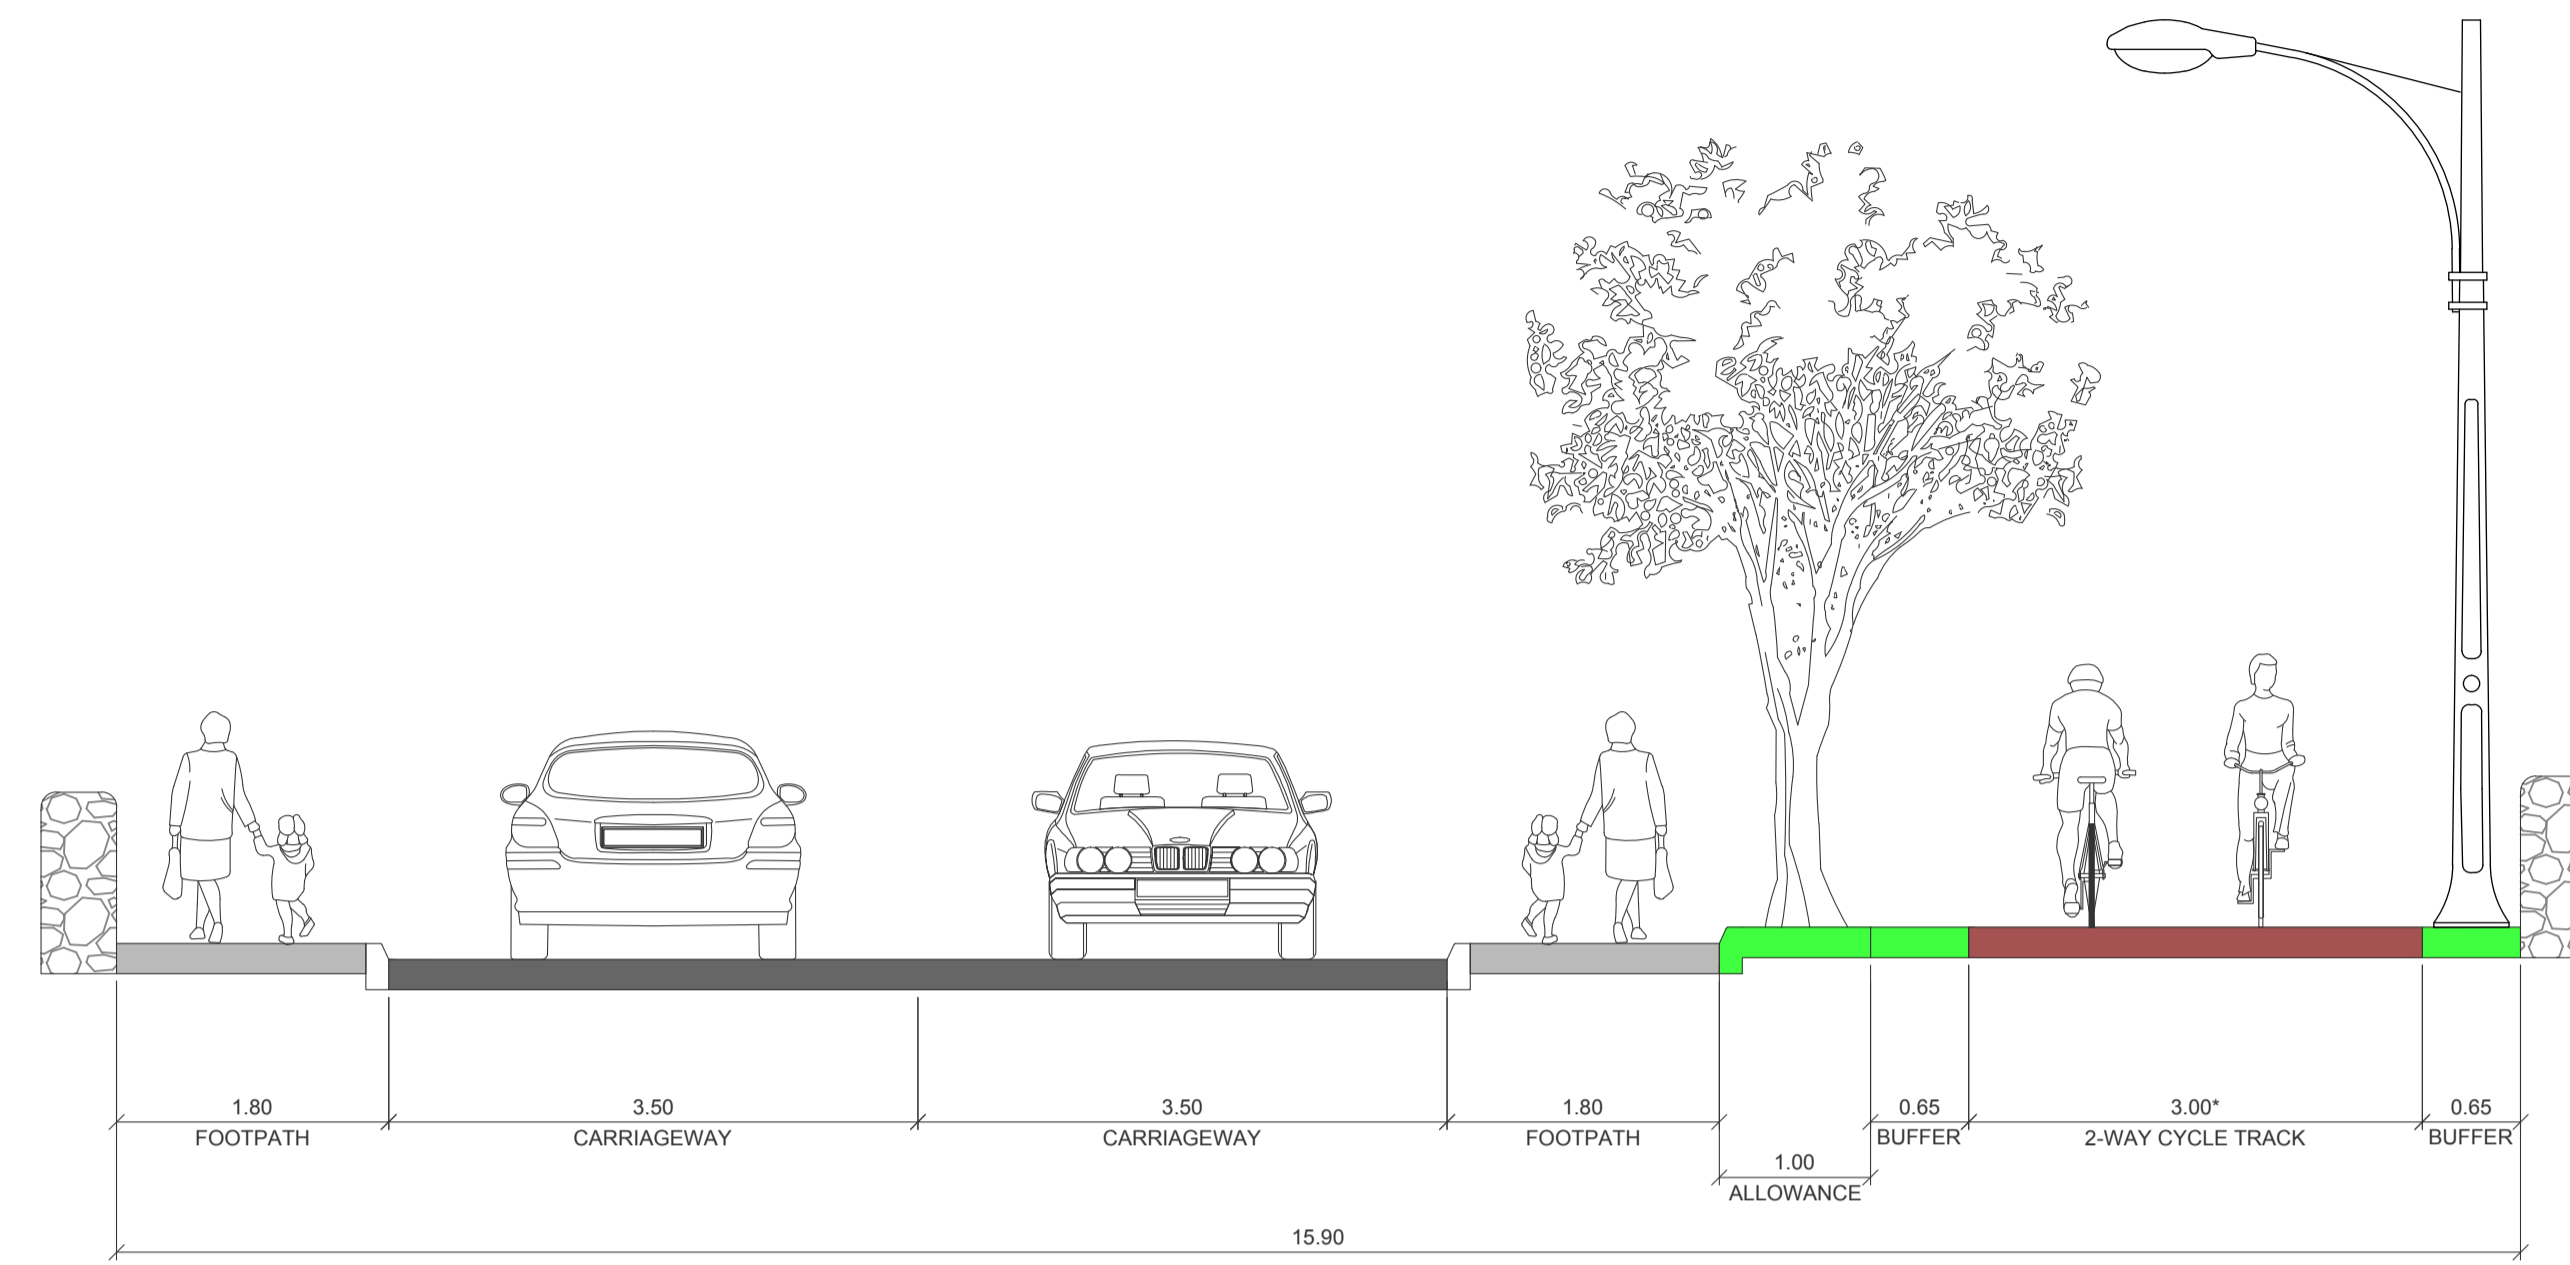 1.80
FOOTPATH
3.50
CARRIAGEWAY
3.50
CARRIAGEWAY
1.80
FOOTPATH
0.65
BUFFER
3.00*
2-WAY CYCLE TRACK
0.65
BUFFER
1.00
ALLOWANCE
15.90